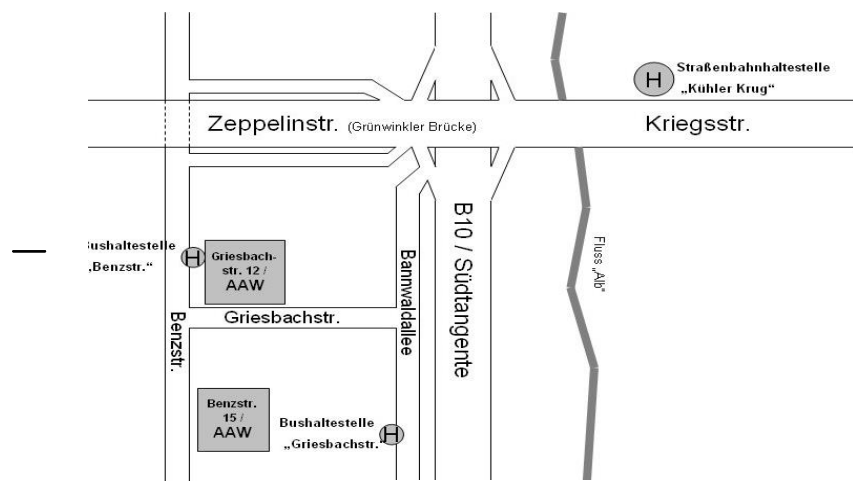 Straßenbahnhaltestelle
H
„Kühler Krug“
Zeppelinstr. (Grünwinkler Brücke)
Kriegsstr.
B10 / Südtangente
Bushaltestelle
„Benzstr.“
H
Griesbach-
str. 12 /
AAW
Bannwaldallee
Fluss „Alb“
Benzstr.
Griesbachstr.
Benzstr.
15 /
AAW
Bushaltestelle
„Griesbachstr.“
H